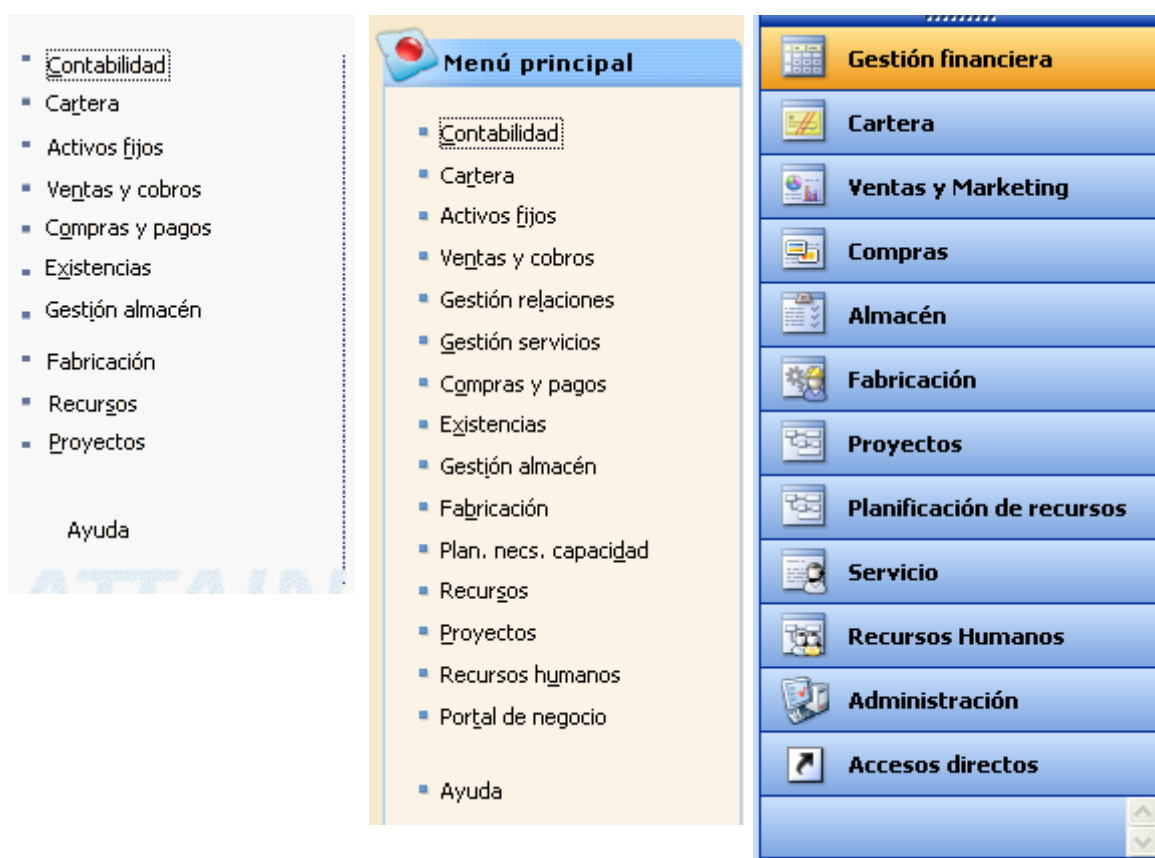 Contabilidad
Cartera
Activos fijos
Ventas y cobros
Compras y pagos
Existencias
Gestión almacén
Fabricación
Recursos
Proyectos
Ayuda
ATTAIN
Menú principal
Contabilidad
Cartera
Activos fijos
Ventas y cobros
Gestión relaciones
Gestión servicios
Compras y pagos
Existencias
Gestión almacén
Fabricación
Plan. necs. capacidad
Recursos
Proyectos
Recursos humanos
Portal de negocio
Ayuda
Gestión financiera
Cartera
Ventas y Marketing
Compras
Almacén
Fabricación
Proyectos
Planificación de recursos
Servicio
Recursos Humanos
Administración
Accesos directos